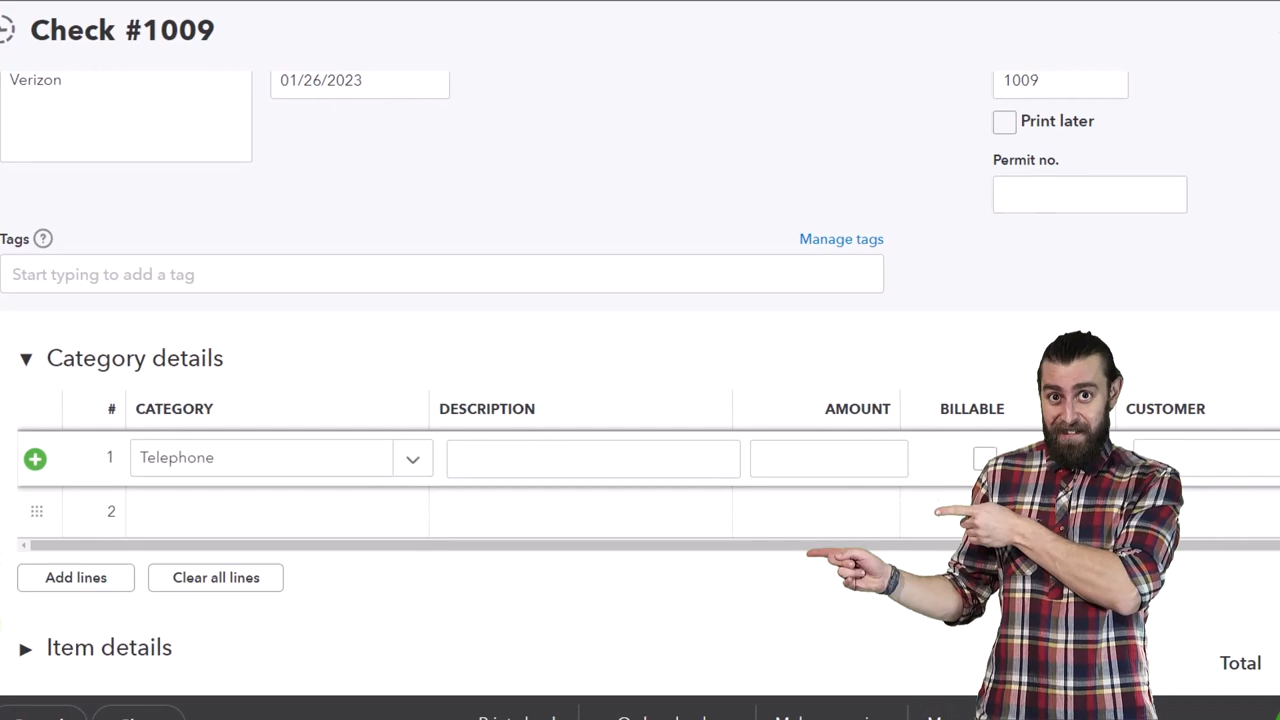 Check #1009
Verizon 01/26/2023 1009
Print later
Permit no.
Tags ? Manage tags
Start typing to add a tag
Category details
# CATEGORY DESCRIPTION AMOUNT BILLABLE CUSTOMER
1 Telephone
2
Add lines Clear all lines
Item details
Total